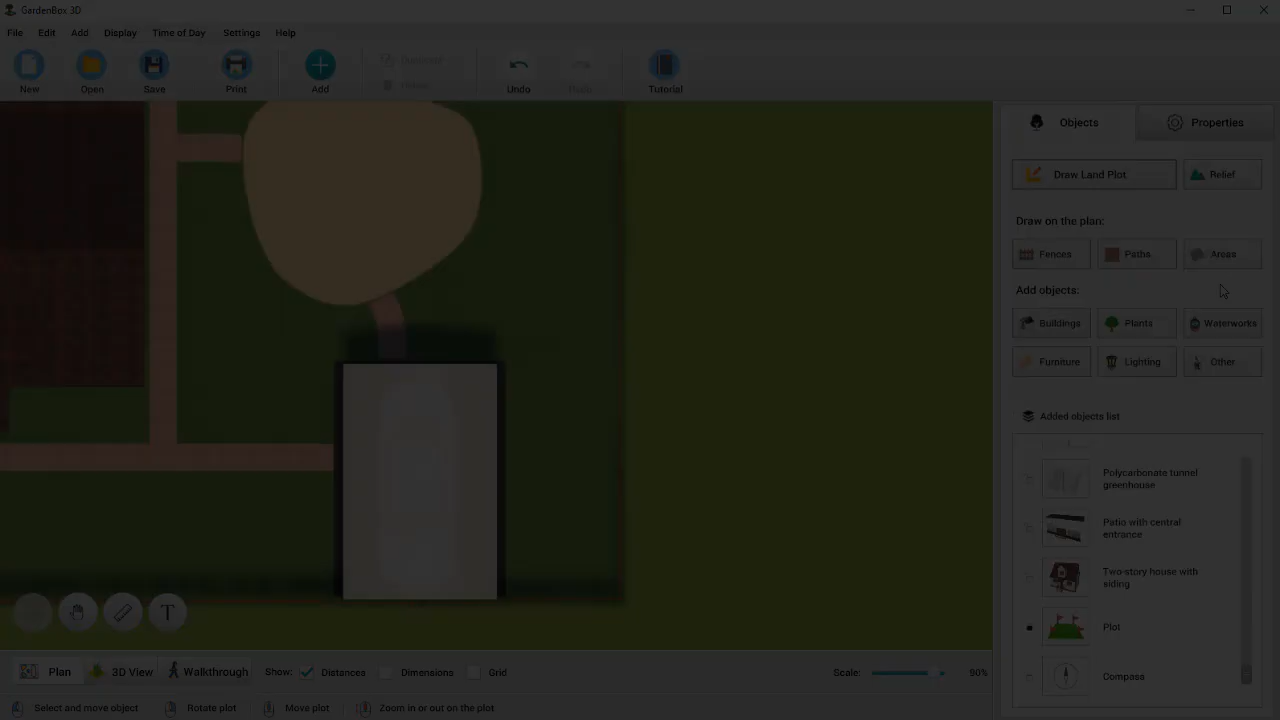 GardenBox 3D
File Edit Add Display Time of Day Settings Help
New Open Save Print Add Duplicate Delete Undo Redo Tutorial
Objects Properties
Draw Land Plot Relief
Draw on the plan:
Fences Paths Areas
Add objects:
Buildings Plants Waterworks
Furniture Lighting Other
Added objects list
Polycarbonate tunnel
greenhouse
Patio with central
entrance
Two-story house with
siding
Plot
Compass
T
Plan 3D View Walkthrough Show: Distances Dimensions Grid Scale: 90%
Select and move object Rotate plot Move plot Zoom in or out on the plot